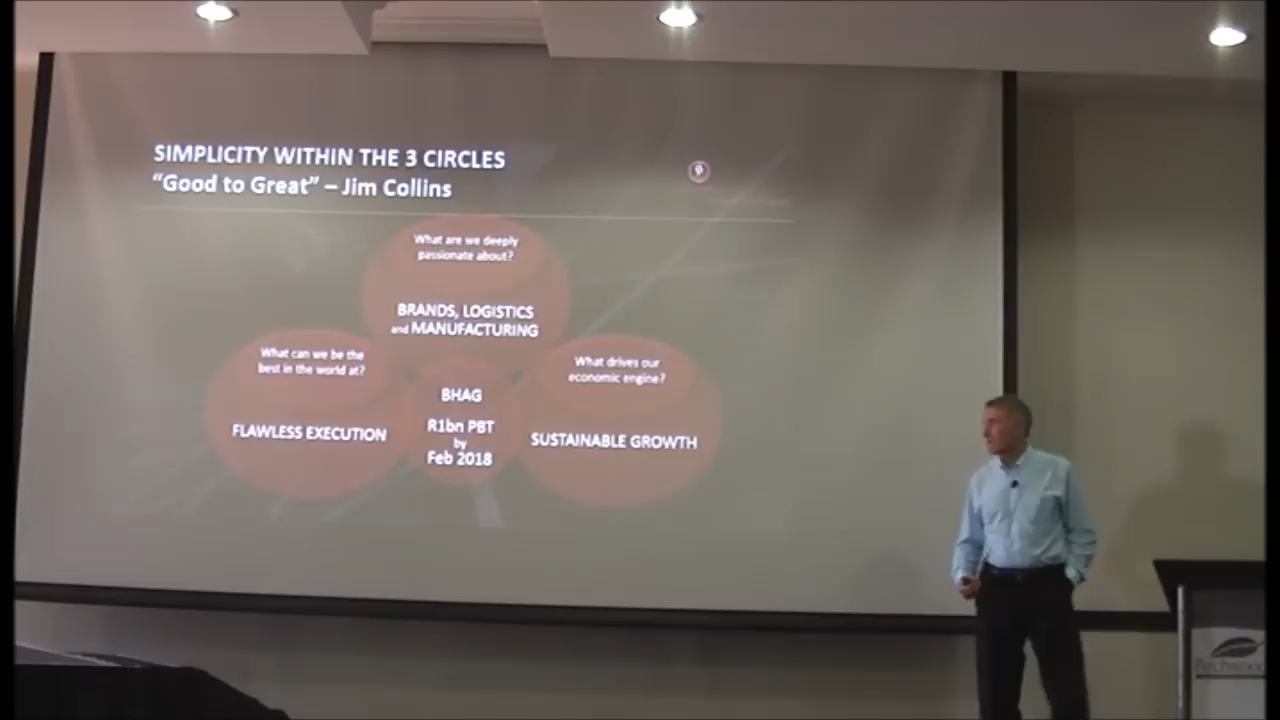 SIMPLICITY WITHIN THE 3 CIRCLES
“Good to Great” – Jim Collins
What are we deeply
passionate about?
BRANDS, LOGISTICS
and MANUFACTURING
What can we be the
best in the world at?
FLAWLESS EXECUTION
BHAG
R1bn PBT
by
Feb 2018
What drives our
economic engine?
SUSTAINABLE GROWTH
Birchwood